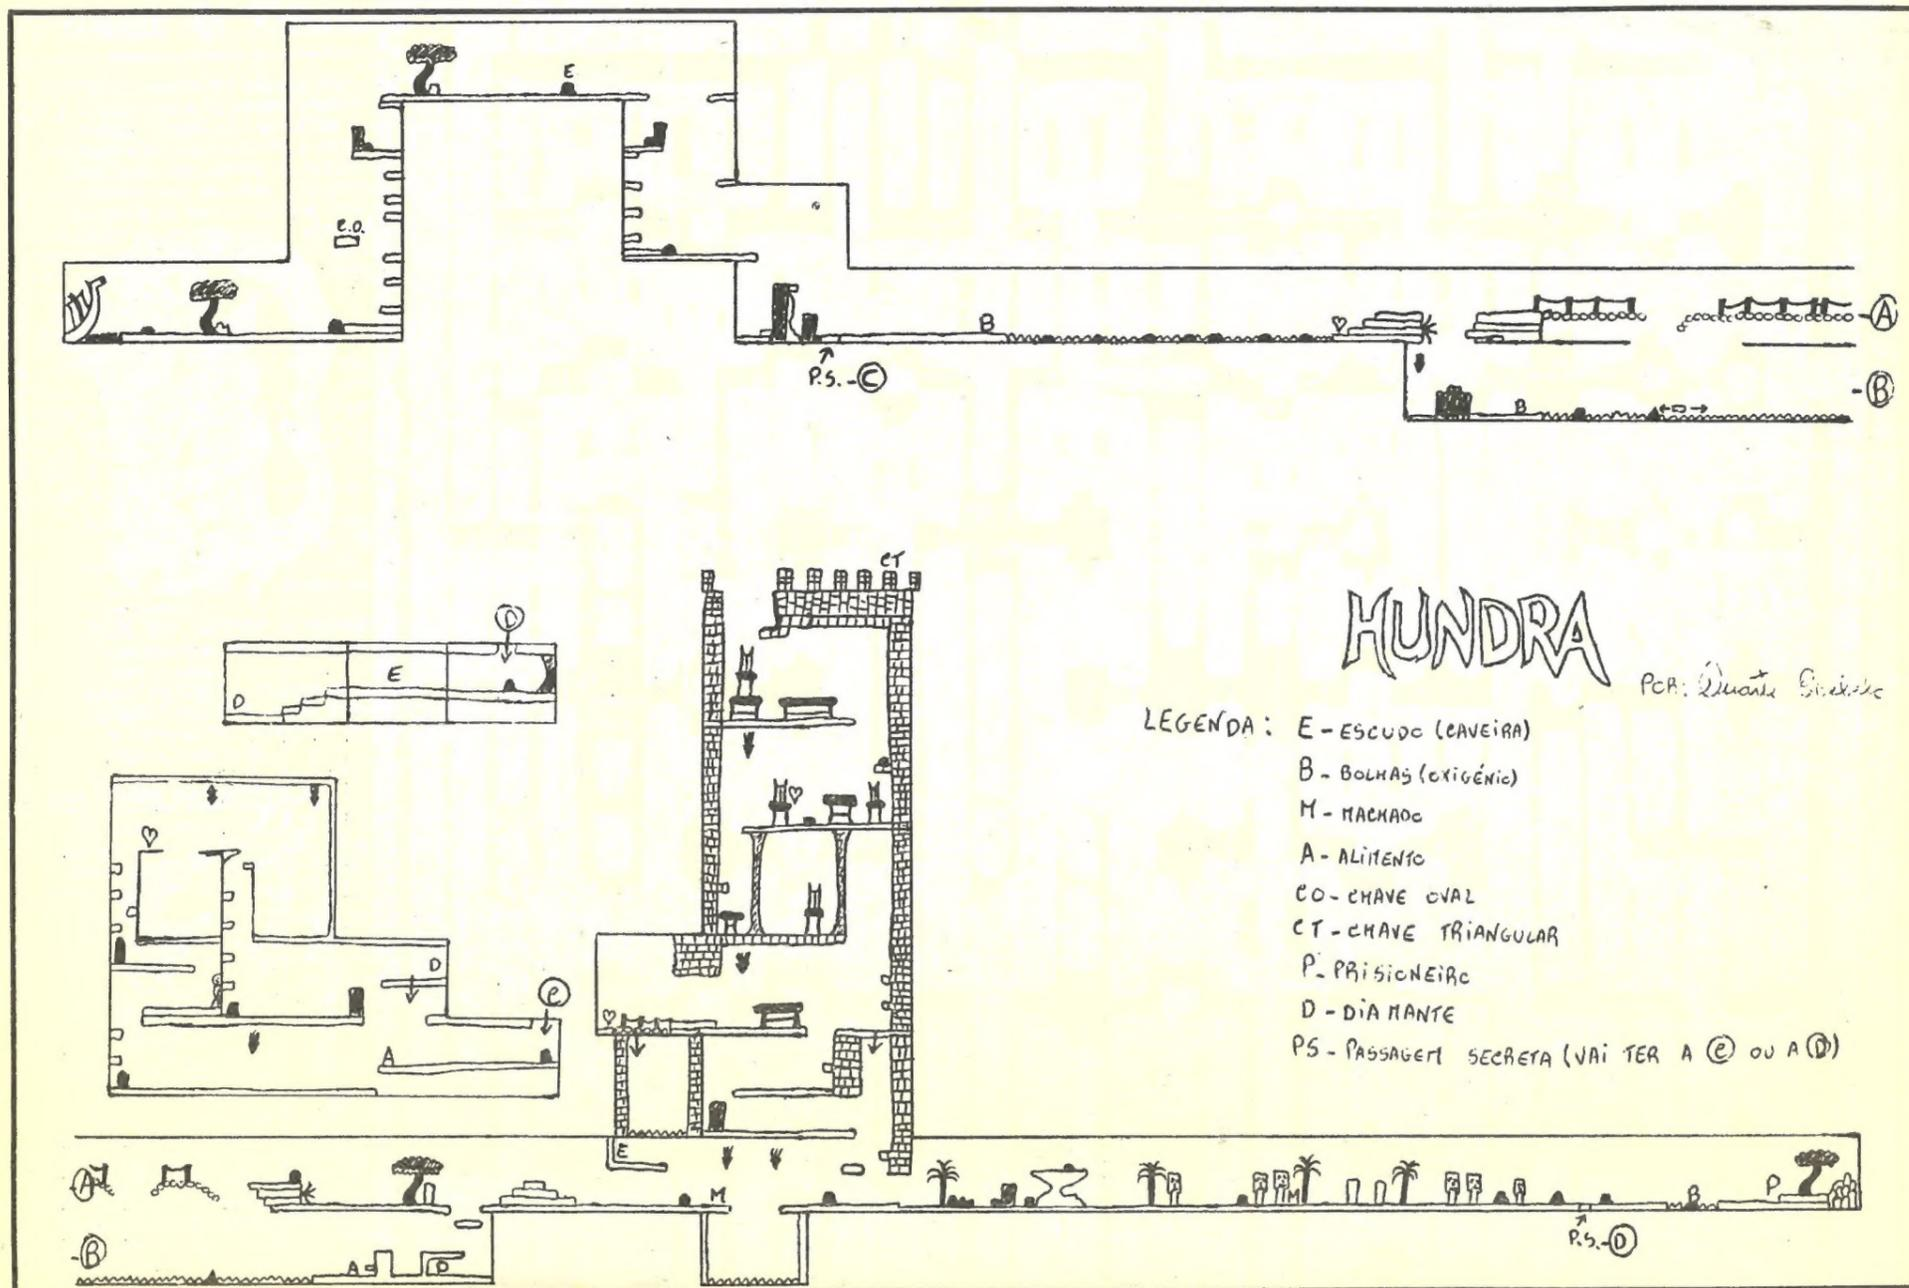 E
C.O.
B
A
P.S. - C
B
B
CT
D
E
D
HUNDRA
POR: Duarte
LEGENDA: E - ESCUDO (CAVEIRA)
B - BOLHAS (OXIGÉNIO)
M - MACHADO
A - ALIMENTO
CO - CHAVE OVAL
CT - CHAVE TRIANGULAR
P - PRISIONEIRO
D - DIAMANTE
PS - PASSAGEM SECRETA (VAI TER A C OU A D)
D
C
A
E
A
M
M
B
P
P.S. - D
B
A
D